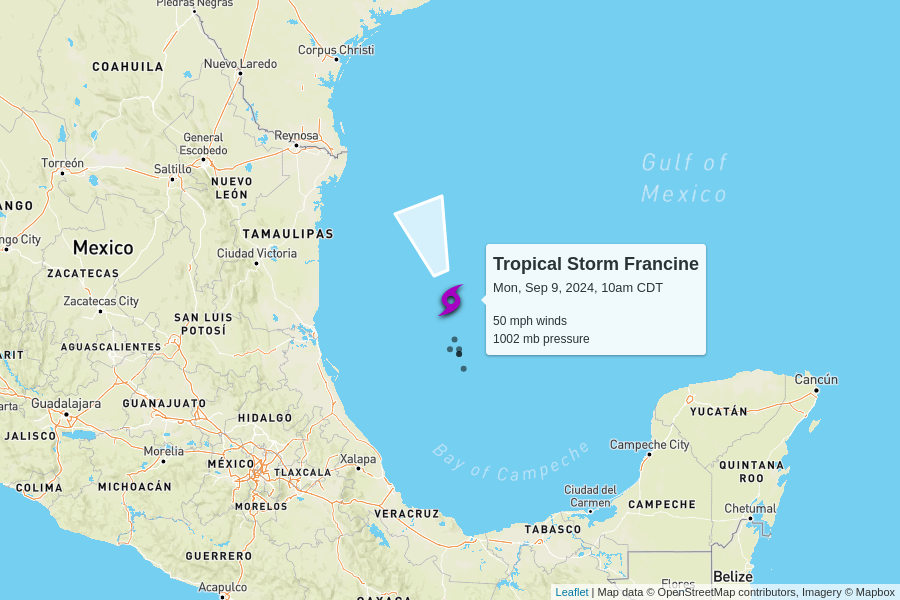 Piedras Negras
Corpus Christi
COAHUILA
Nuevo Laredo
General
Escobedo
Reynosa
Torreón
Saltillo
Gulf of
Mexico
NUEVO
LEÓN
ANGO
TAMAULIPAS
ngo City
Mexico
Ciudad Victoria
ZACATECAS
Tropical Storm Francine
Mon, Sep 9, 2024, 10am CDT
50 mph winds
1002 mb pressure
Zacatecas City
SAN LUIS
POTOSÍ
AGUASCALIENTES
ARIT
Cancún
arta
Guadalajara
GUANAJUATO
HIDALGO
YUCATÁN
JALISCO
Morelia
MÉXICO
TLAXCALA
Xalapa
Bay of Campeche
Campeche City
QUINTANA
ROO
COLIMA
MICHOACÁN
MORELOS
VERACRUZ
Ciudad del
Carmen
CAMPECHE
Chetumal
TABASCO
GUERRERO
Acapulco
OAXACA
Flores
Belize
Leaflet | Map data © OpenStreetMap contributors, Imagery © Mapbox